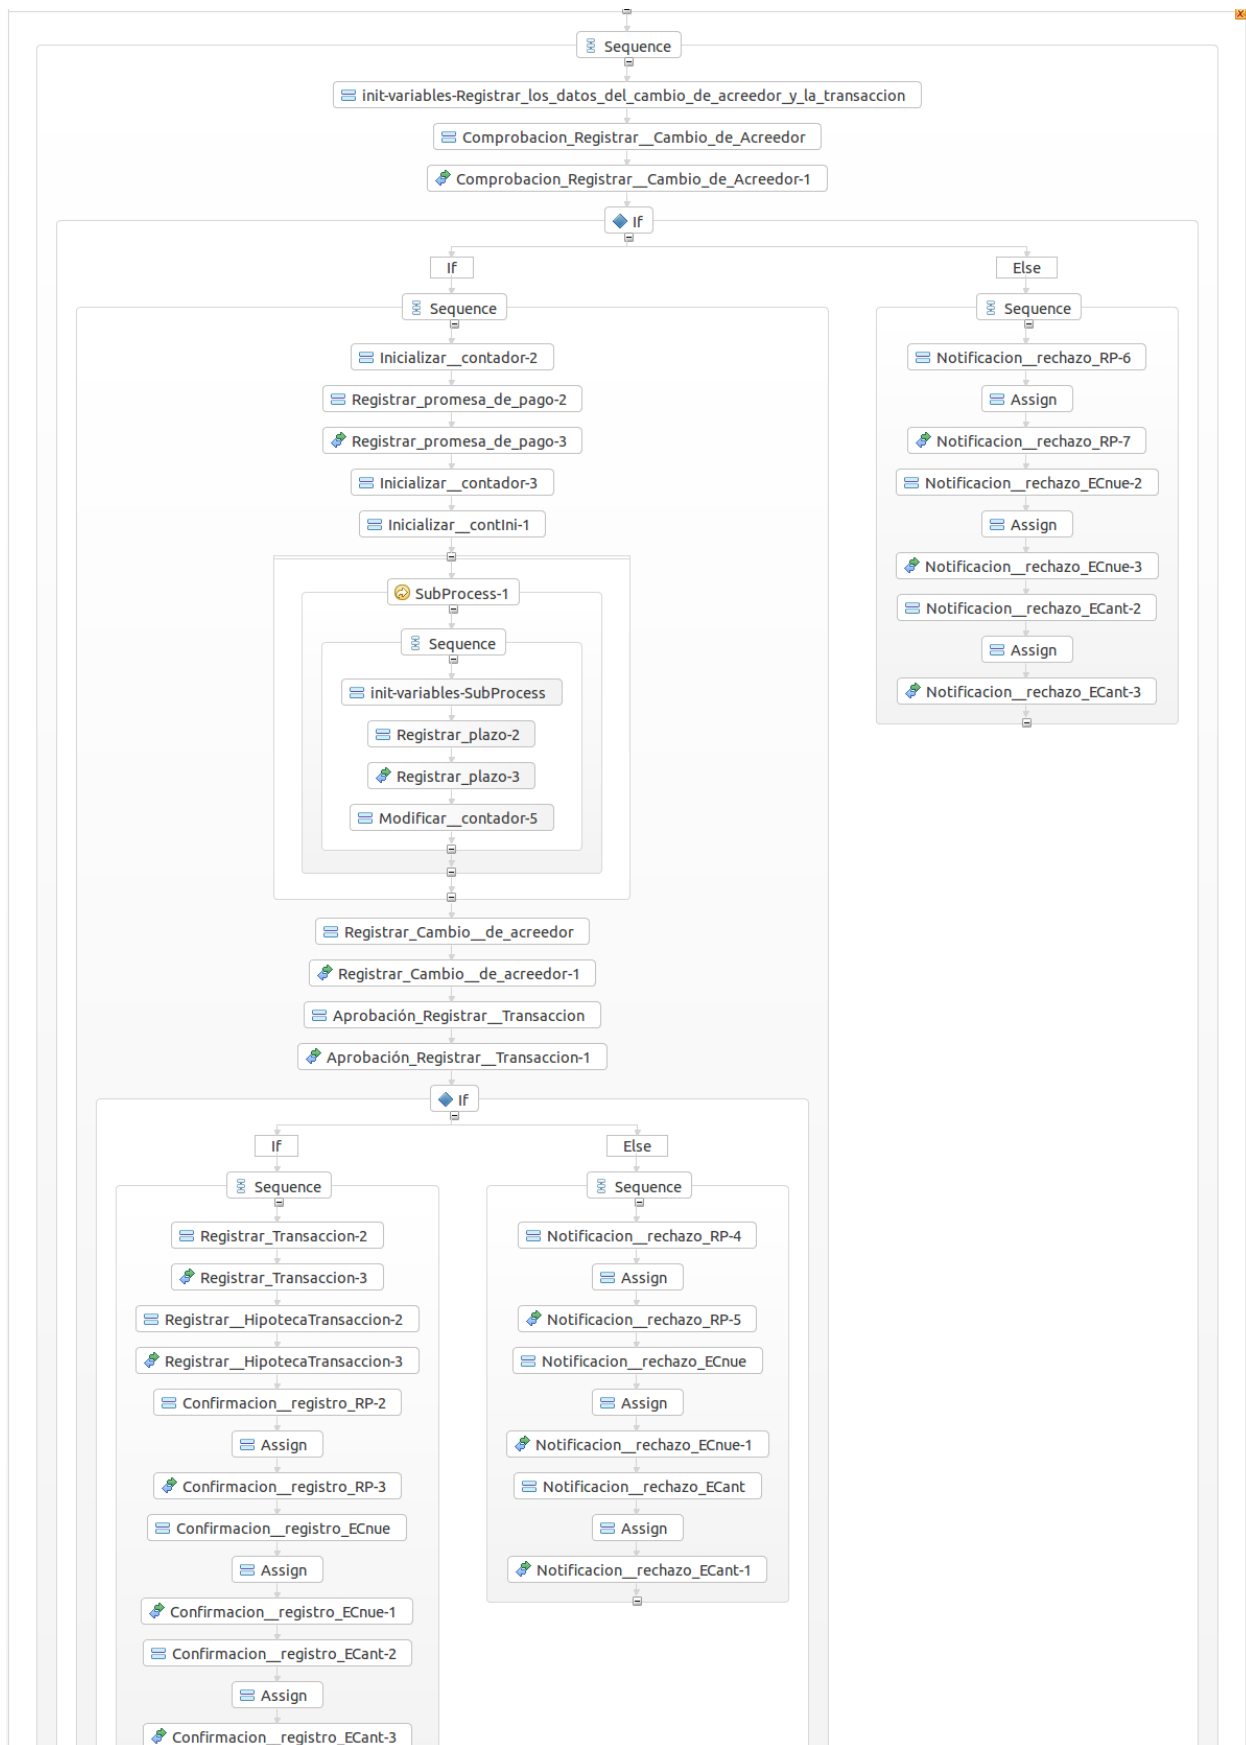 Sequence
init-variables-Registrar_los_datos_del_cambio_de_acreedor_y_la_transaccion
Comprobacion_Registrar__Cambio_de_Acreedor
Comprobacion_Registrar__Cambio_de_Acreedor-1
If
If
Else
Sequence
Inicializar__contador-2
Registrar_promesa_de_pago-2
Registrar_promesa_de_pago-3
Inicializar__contador-3
Inicializar__contIni-1
SubProcess-1
Sequence
init-variables-SubProcess
Registrar_plazo-2
Registrar_plazo-3
Modificar__contador-5
Registrar_Cambio__de_acreedor
Registrar_Cambio__de_acreedor-1
Aprobación_Registrar__Transaccion
Aprobación_Registrar__Transaccion-1
If
If
Else
Sequence
Registrar_Transaccion-2
Registrar_Transaccion-3
Registrar__HipotecaTransaccion-2
Registrar__HipotecaTransaccion-3
Confirmacion__registro_RP-2
Assign
Confirmacion__registro_RP-3
Confirmacion__registro_ECnue
Assign
Confirmacion__registro_ECnue-1
Confirmacion__registro_ECant-2
Assign
Confirmacion__registro_ECant-3
Sequence
Notificacion__rechazo_RP-4
Assign
Notificacion__rechazo_RP-5
Notificacion__rechazo_ECnue
Assign
Notificacion__rechazo_ECnue-1
Notificacion__rechazo_ECant
Assign
Notificacion__rechazo_ECant-1
Sequence
Notificacion__rechazo_RP-6
Assign
Notificacion__rechazo_RP-7
Notificacion__rechazo_ECnue-2
Assign
Notificacion__rechazo_ECnue-3
Notificacion__rechazo_ECant-2
Assign
Notificacion__rechazo_ECant-3